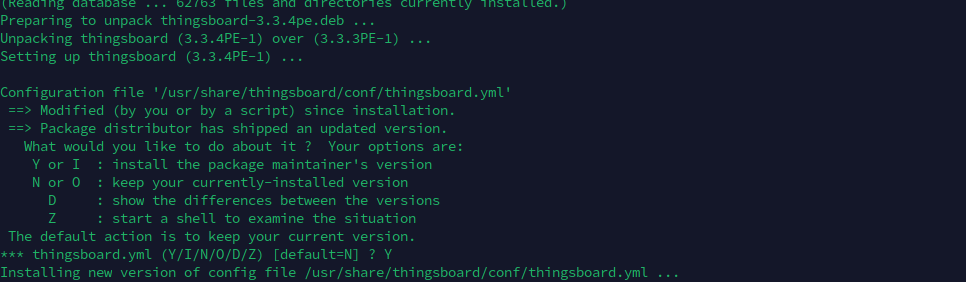 (Reading database ... 62763 files and directories currently installed.)
Preparing to unpack thingsboard-3.3.4pe.deb ...
Unpacking thingsboard (3.3.4PE-1) over (3.3.3PE-1) ...
Setting up thingsboard (3.3.4PE-1) ...

Configuration file '/usr/share/thingsboard/conf/thingsboard.yml'
 ==> Modified (by you or by a script) since installation.
 ==> Package distributor has shipped an updated version.
   What would you like to do about it ?  Your options are:
    Y or I  : install the package maintainer's version
    N or O  : keep your currently-installed version
      D     : show the differences between the versions
      Z     : start a shell to examine the situation
 The default action is to keep your current version.
*** thingsboard.yml (Y/I/N/O/D/Z) [default=N] ? Y
Installing new version of config file /usr/share/thingsboard/conf/thingsboard.yml ...